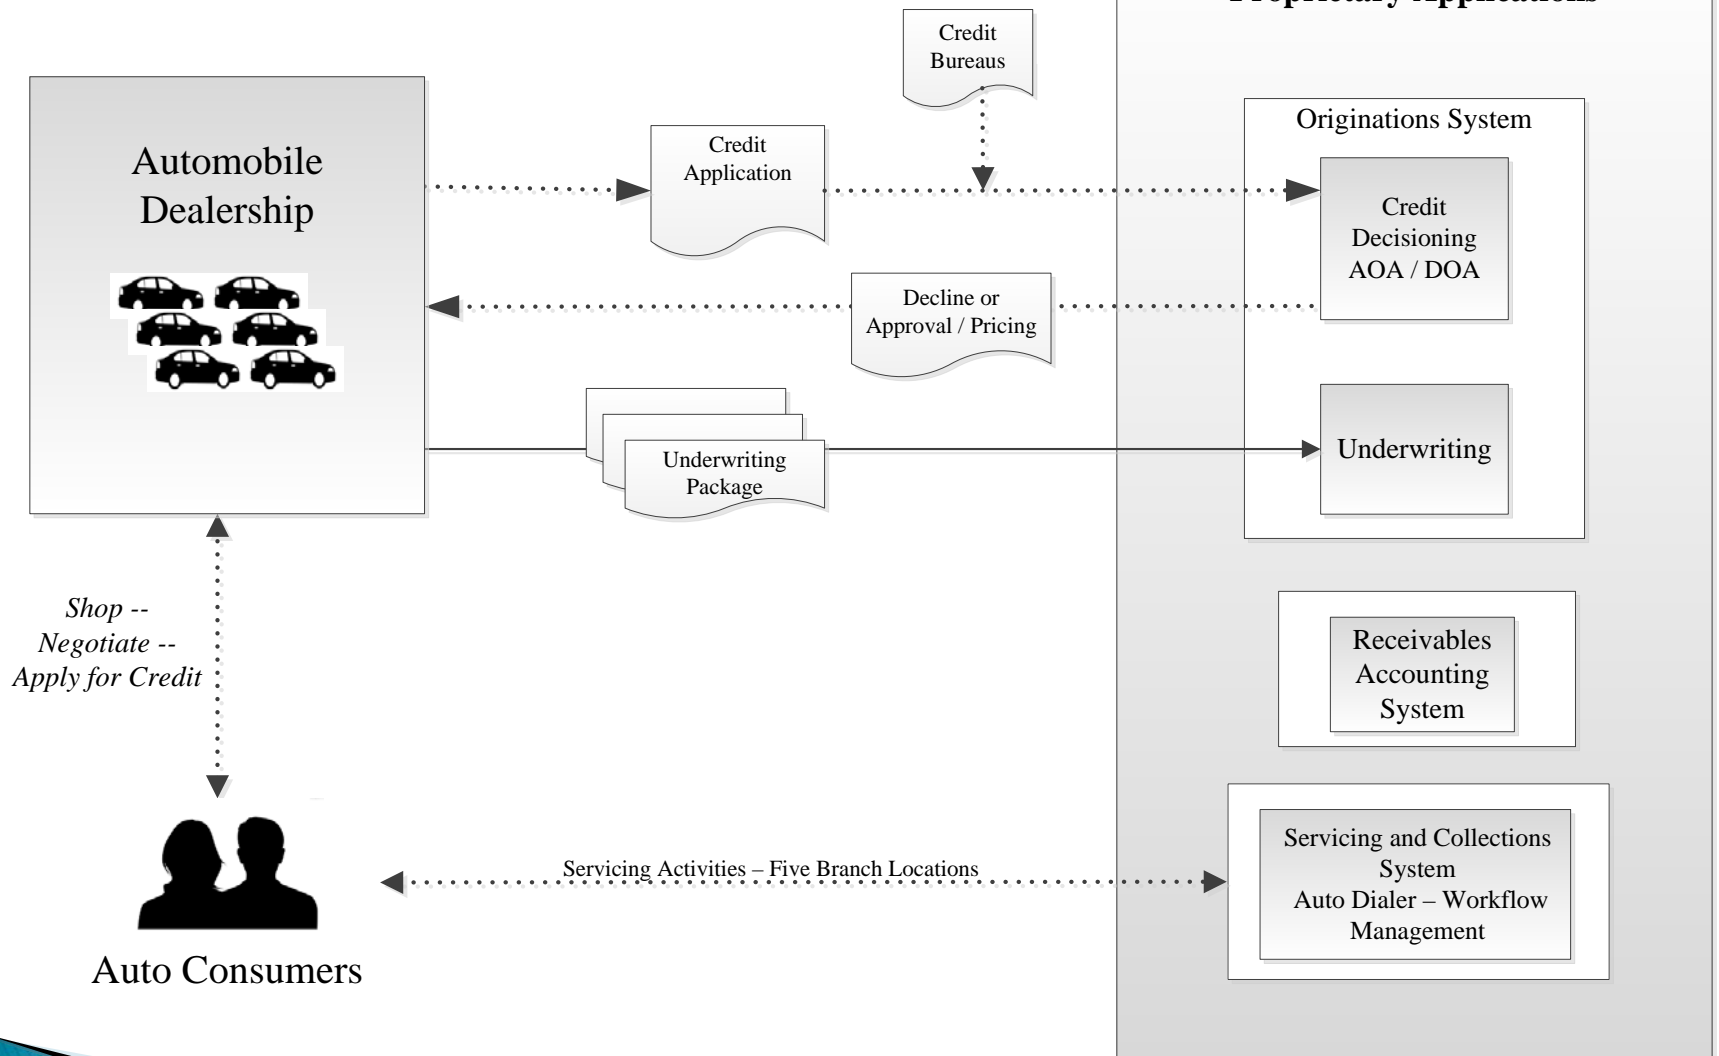 Proprietary Applications
Credit
Bureaus
Originations System
Automobile
Dealership
Credit
Application
Credit
Decisioning
AOA / DOA
Decline or
Approval / Pricing
Underwriting
Package
Underwriting
Shop --
Negotiate --
Apply for Credit
Receivables
Accounting
System
Servicing Activities – Five Branch Locations
Servicing and Collections
System
Auto Dialer – Workflow
Management
Auto Consumers